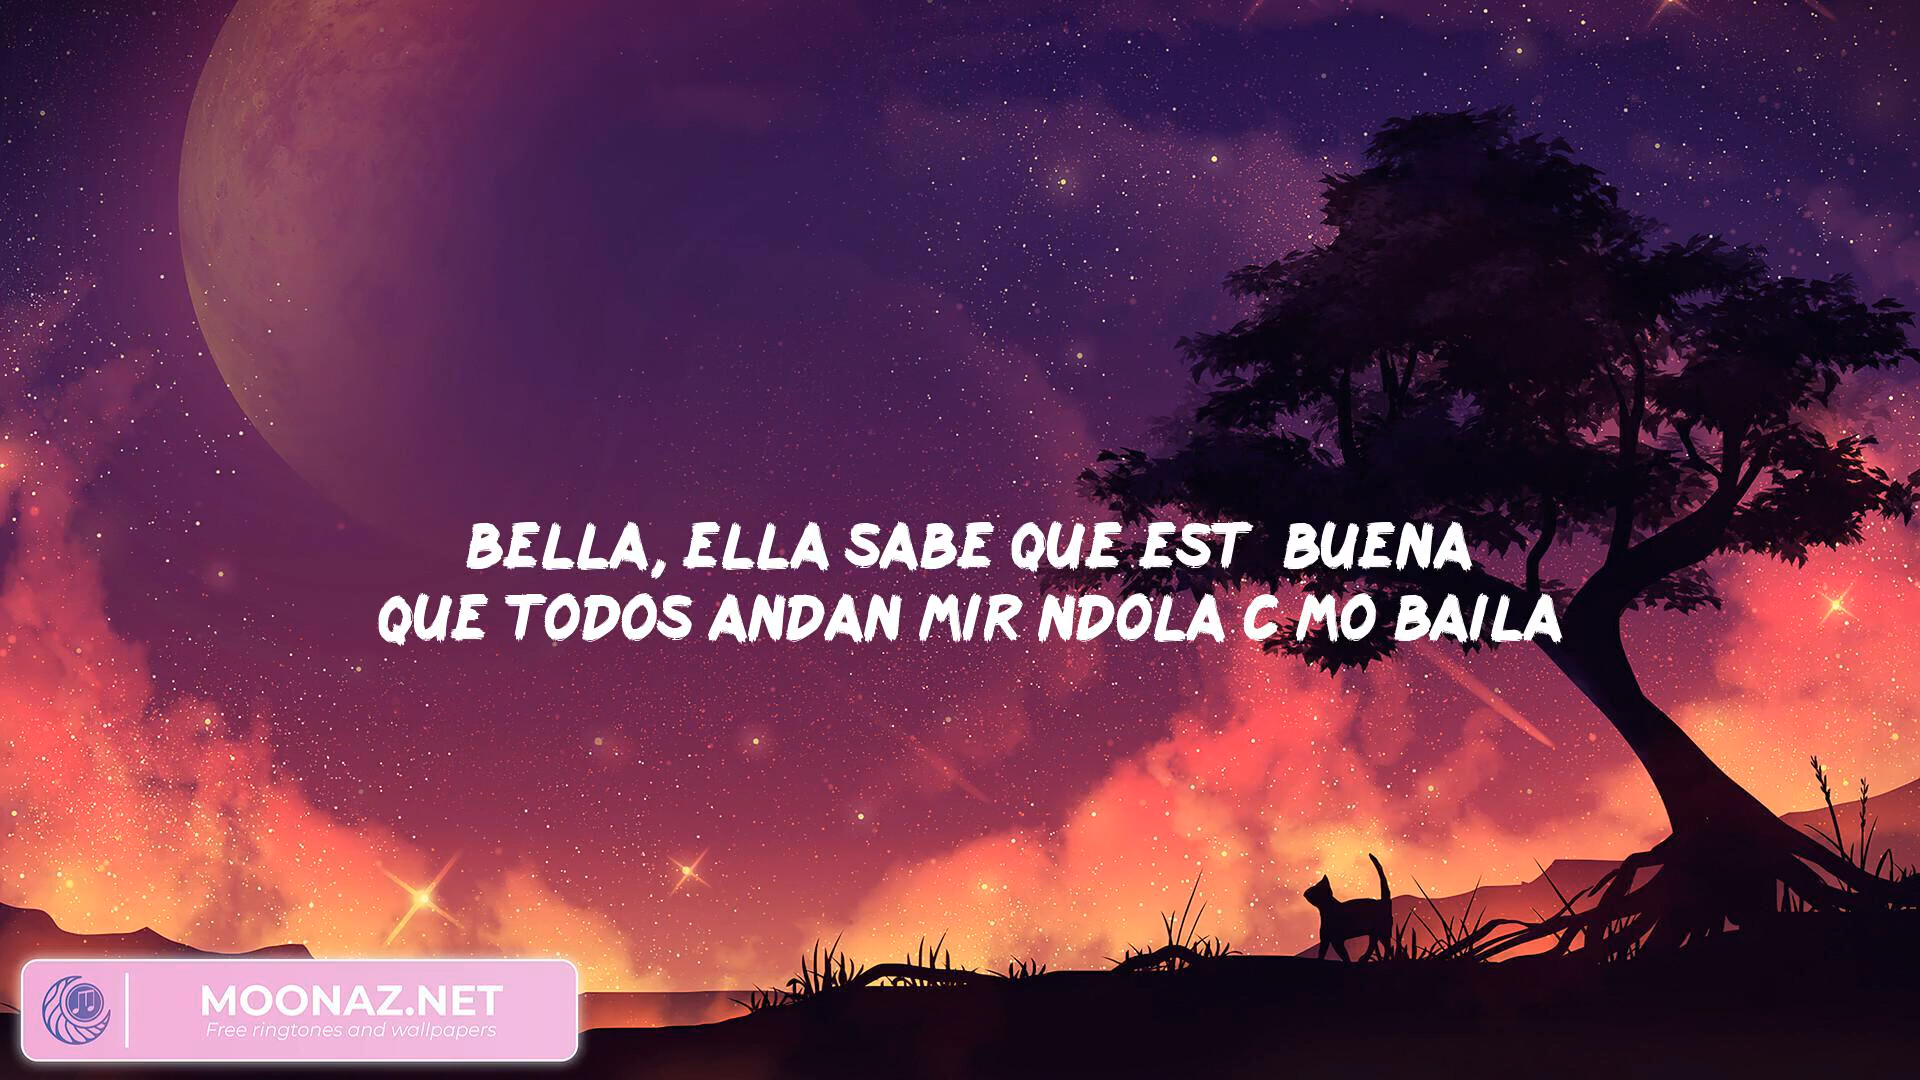 BELLA, ELLA SABE QUE EST  BUENA
QUE TODOS ANDAN MIR NDOLA C MO BAILA
MOONAZ.NET
Free ringtones and wallpapers